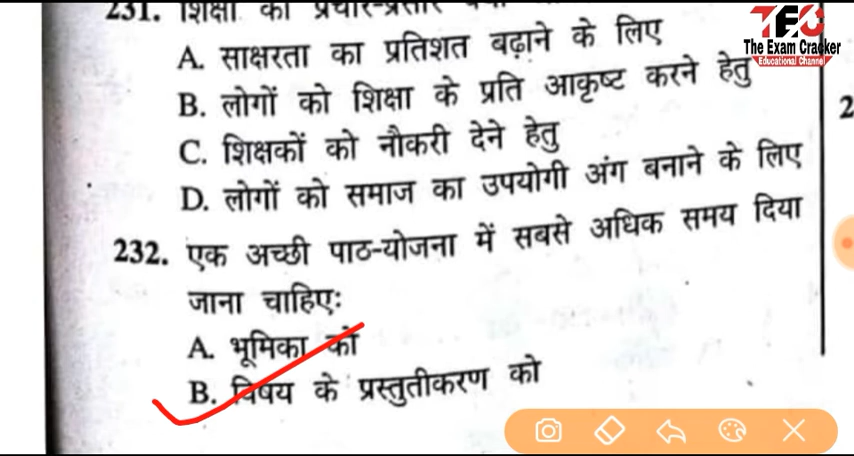 231. शिक्षा का प्रचार-प्रसार
A. साक्षरता का प्रतिशत बढ़ाने के लिए
B. लोगों को शिक्षा के प्रति आकृष्ट करने हेतु
C. शिक्षकों को नौकरी देने हेतु
D. लोगों को समाज का उपयोगी अंग बनाने के लिए
232. एक अच्छी पाठ-योजना में सबसे अधिक समय दिया
जाना चाहिए:
A. भूमिका को
B. विषय के प्रस्तुतीकरण को
TEC
The Exam Cracker
Educational Channel
2